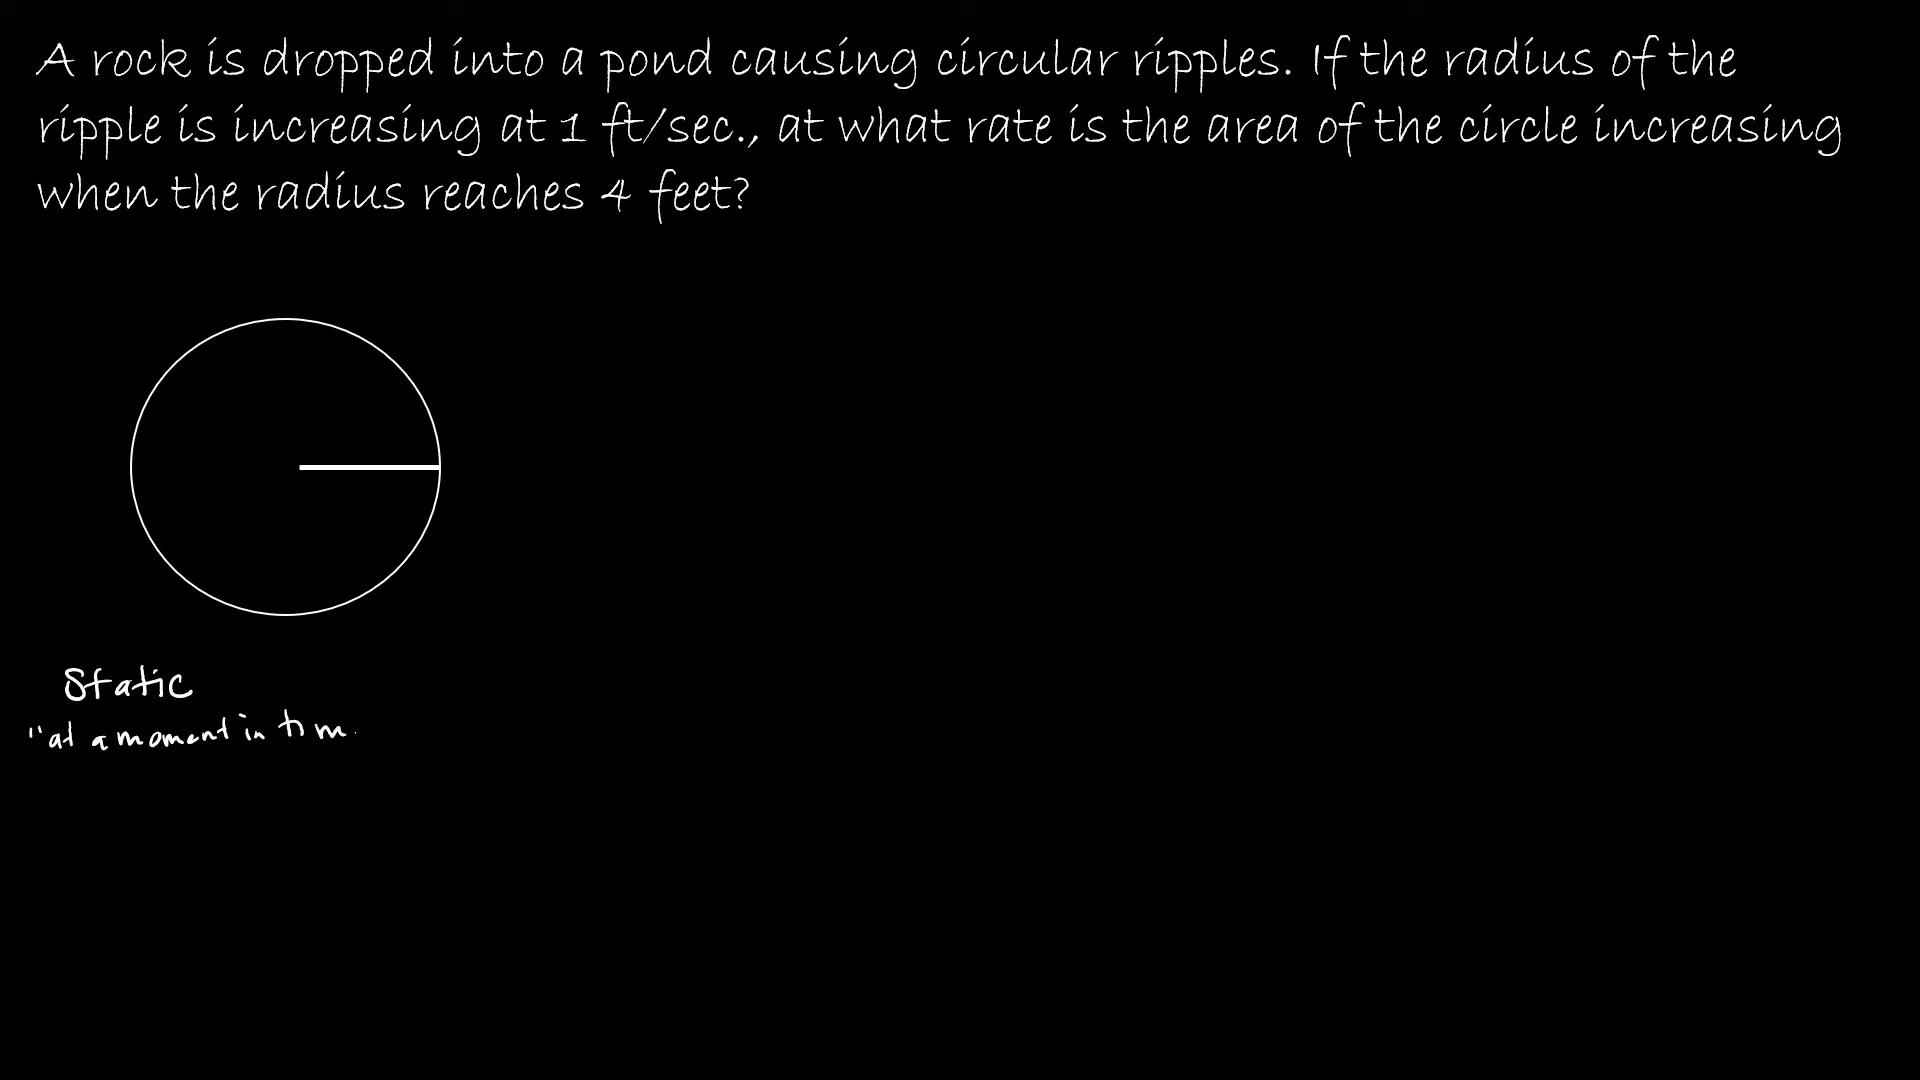 A rock is dropped into a pond causing circular ripples. If the radius of the
ripple is increasing at 1 ft/sec., at what rate is the area of the circle increasing
when the radius reaches 4 feet?
Static
"at a moment in tim